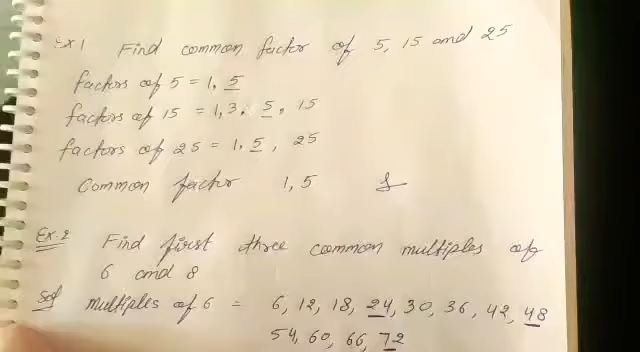 Ex 1 Find common factor of 5, 15 and 25
factors of 5 = 1, 5
factors of 15 = 1, 3, 5, 15
factors of 25 = 1, 5, 25
Common factor 1, 5
Ex. 2 Find first three common multiples of
6 and 8
Sol multiples of 6 = 6, 12, 18, 24, 30, 36, 42, 48
54, 60, 66, 72